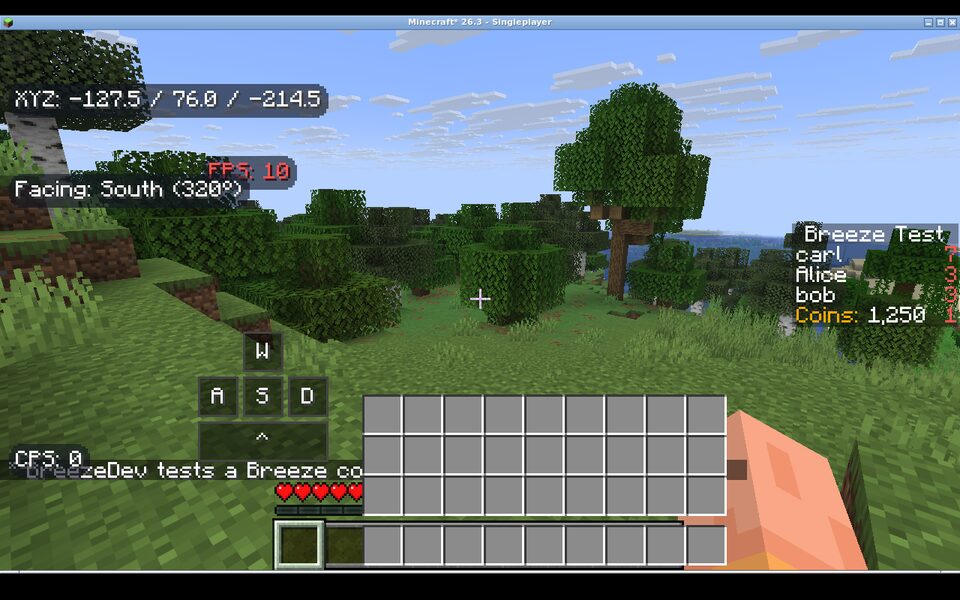 Minecraft* 26.3 - Singleplayer
XYZ: -127.5 / 76.0 / -214.5
FPS: 10
Facing: South (320°)
Breeze Test
carl 7
Alice 3
bob 3
Coins: 1,250 1
W
A S D
^
CPS: 0
BreezeDev tests a Breeze co